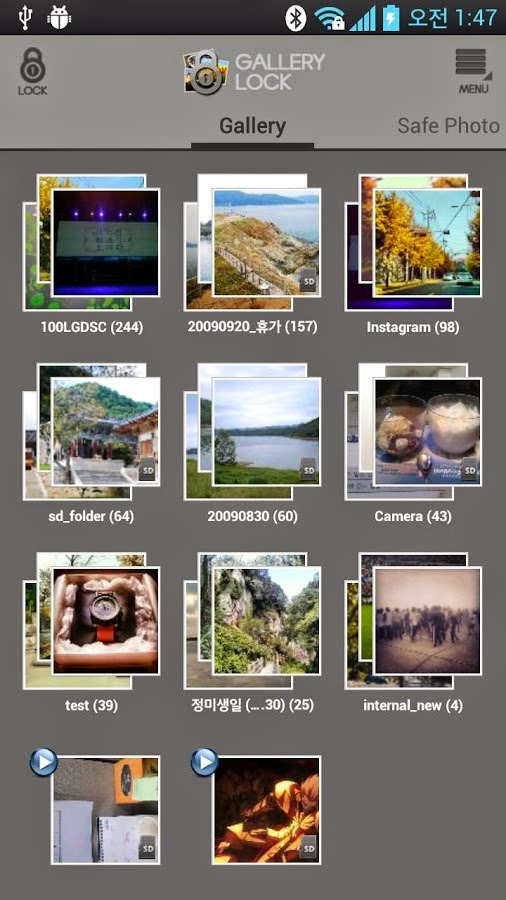 오전 1:47
LOCK
GALLERY
LOCK
MENU
Gallery
Safe Photo
100LGDSC (244)
20090920_휴가 (157)
SD
Instagram (98)
sd_folder (64)
SD
20090830 (60)
SD
Camera (43)
SD
test (39)
정미생일 (....30) (25)
internal_new (4)
SD
SD